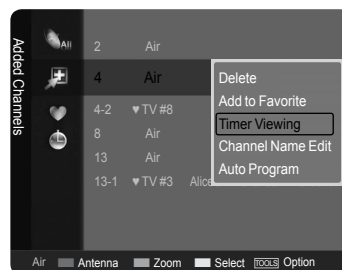 Added Channels
All
2 Air
4 Air
4-2 ♥ TV #8
8 Air
13 Air
13-1 ♥ TV #3 Alice
Delete
Add to Favorite
Timer Viewing
Channel Name Edit
Auto Program
Air Antenna Zoom Select TOOLS Option